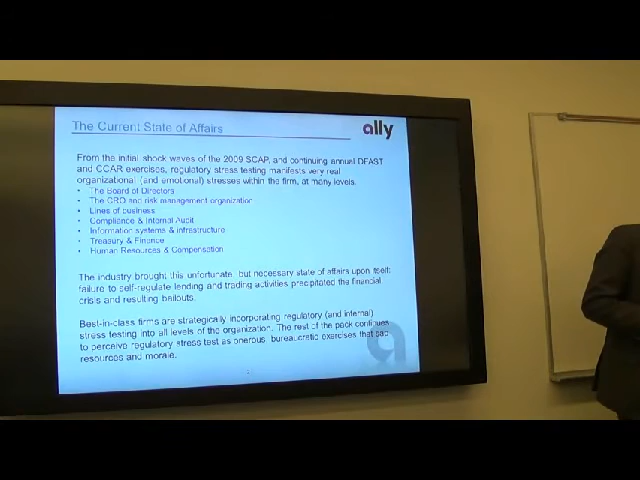 The Current State of Affairs
ally
From the initial shock waves of the 2009 SCAP, and continuing annual DFAST
and CCAR exercises, regulatory stress testing manifests very real
organizational (and emotional) stresses within the firm, at many levels.
• The Board of Directors
• The CRO and risk management organization
• Lines of business
• Compliance & Internal Audit
• Information systems & infrastructure
• Treasury & Finance
• Human Resources & Compensation
The industry brought this unfortunate, but necessary state of affairs upon itself;
failure to self-regulate lending and trading activities precipitated the financial
crisis and resulting bailouts.
Best-in-class firms are strategically incorporating regulatory (and internal)
stress testing into all levels of the organization. The rest of the pack continues
to perceive regulatory stress test as onerous, bureaucratic exercises that sap
resources and morale.